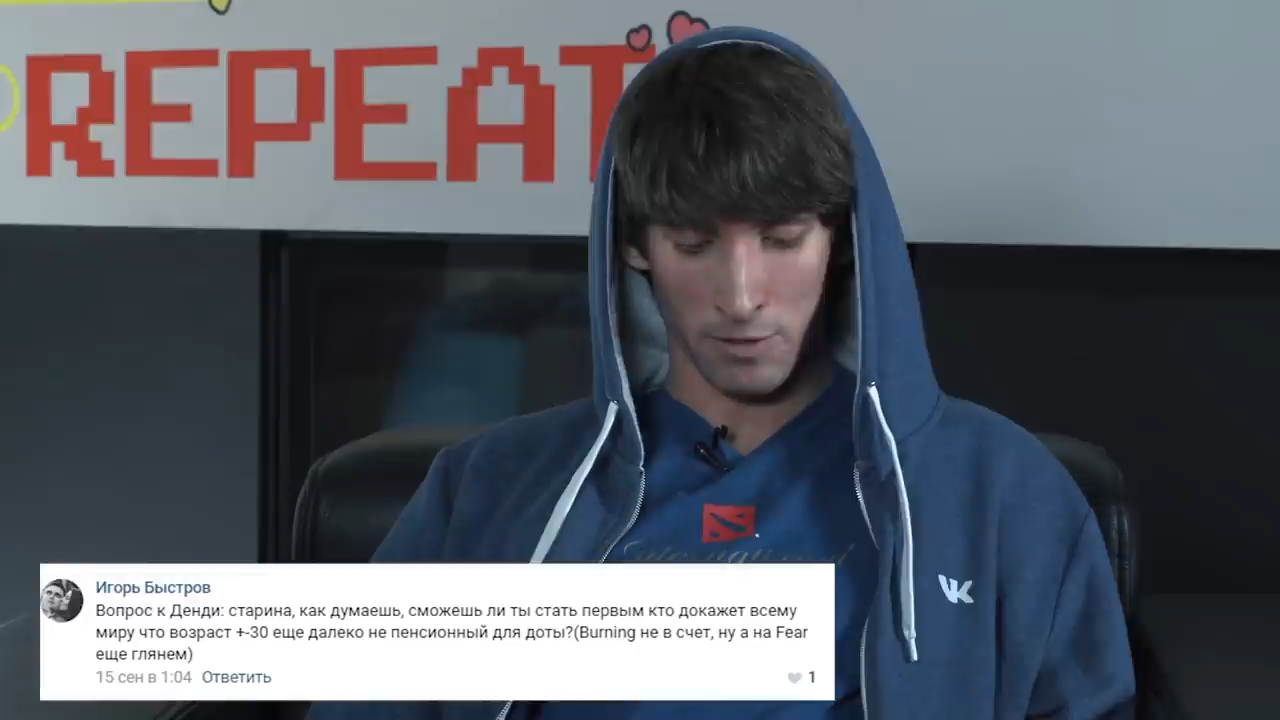 REPEAT
International
VK
Игорь Быстров
Вопрос к Денди: старина, как думаешь, сможешь ли ты стать первым кто докажет всему
миру что возраст +-30 еще далеко не пенсионный для доты?(Burning не в счет, ну а на Fear
еще глянем)
15 сен в 1:04 Ответить
1